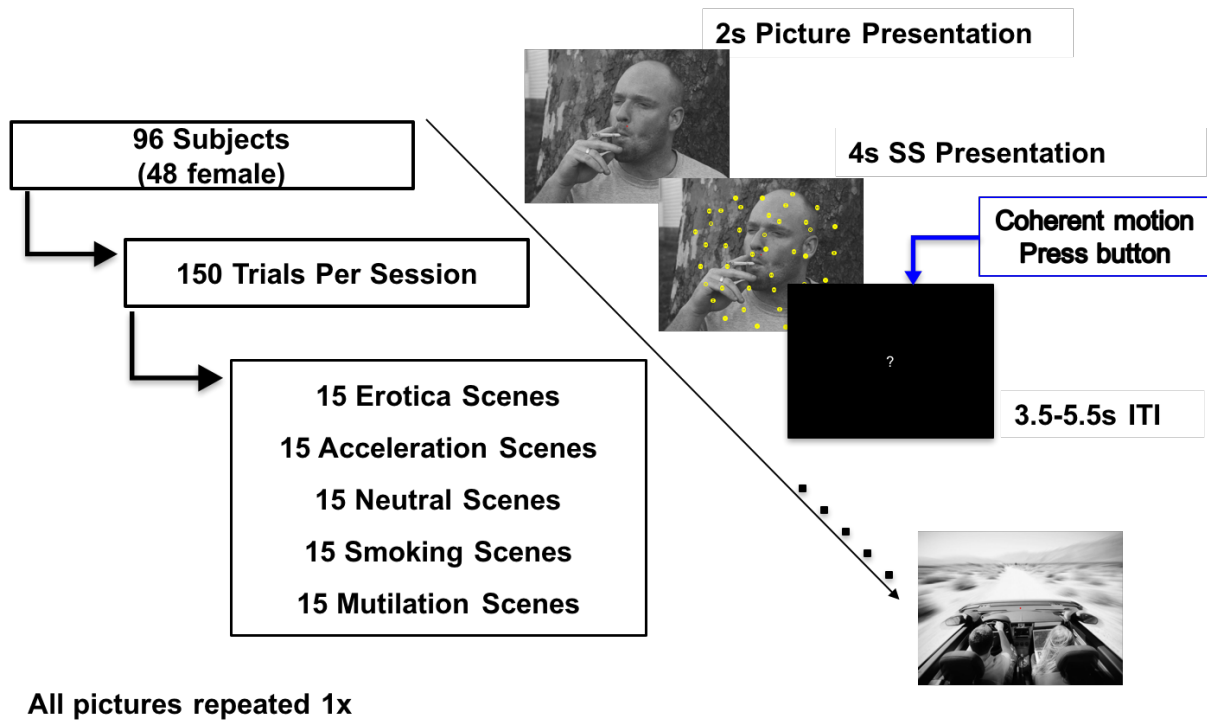 2s Picture Presentation
96 Subjects
(48 female)
4s SS Presentation
Coherent motion
Press button
150 Trials Per Session
?
15 Erotica Scenes
15 Acceleration Scenes
15 Neutral Scenes
15 Smoking Scenes
15 Mutilation Scenes
3.5-5.5s ITI
All pictures repeated 1x